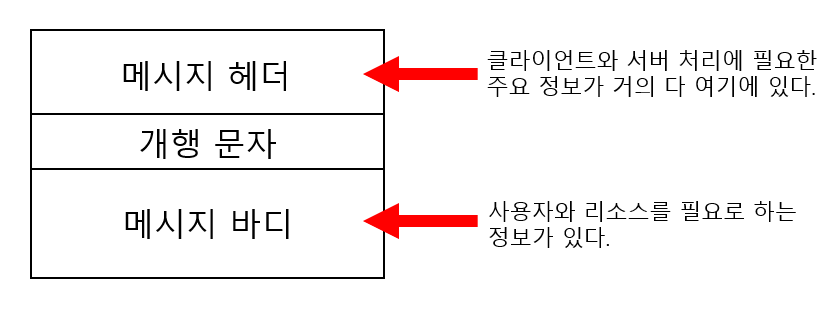 메시지 헤더
클라이언트와 서버 처리에 필요한
주요 정보가 거의 다 여기에 있다.
개행 문자
메시지 바디
사용자와 리소스를 필요로 하는
정보가 있다.